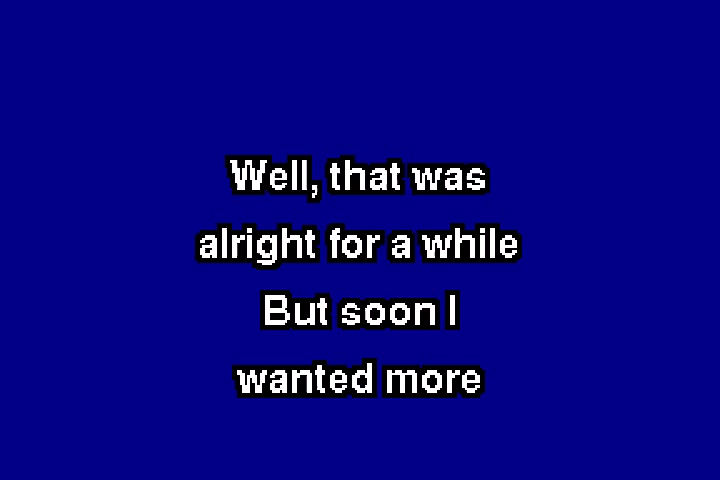 Well, that was
alright for a while
But soon I
wanted more